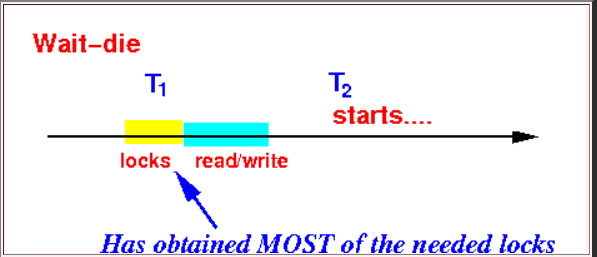 Wait–die
T1 T2
starts....
locks read/write
Has obtained MOST of the needed locks